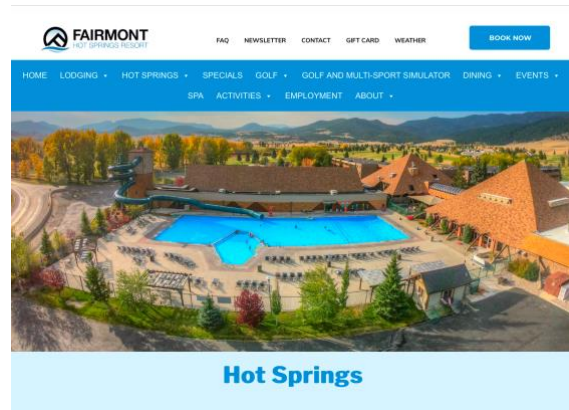 FAIRMONT
HOT SPRINGS RESORT
FAQ NEWSLETTER CONTACT GIFT CARD WEATHER
BOOK NOW
HOME LODGING HOT SPRINGS SPECIALS GOLF GOLF AND MULTI-SPORT SIMULATOR DINING EVENTS
SPA ACTIVITIES EMPLOYMENT ABOUT
Hot Springs